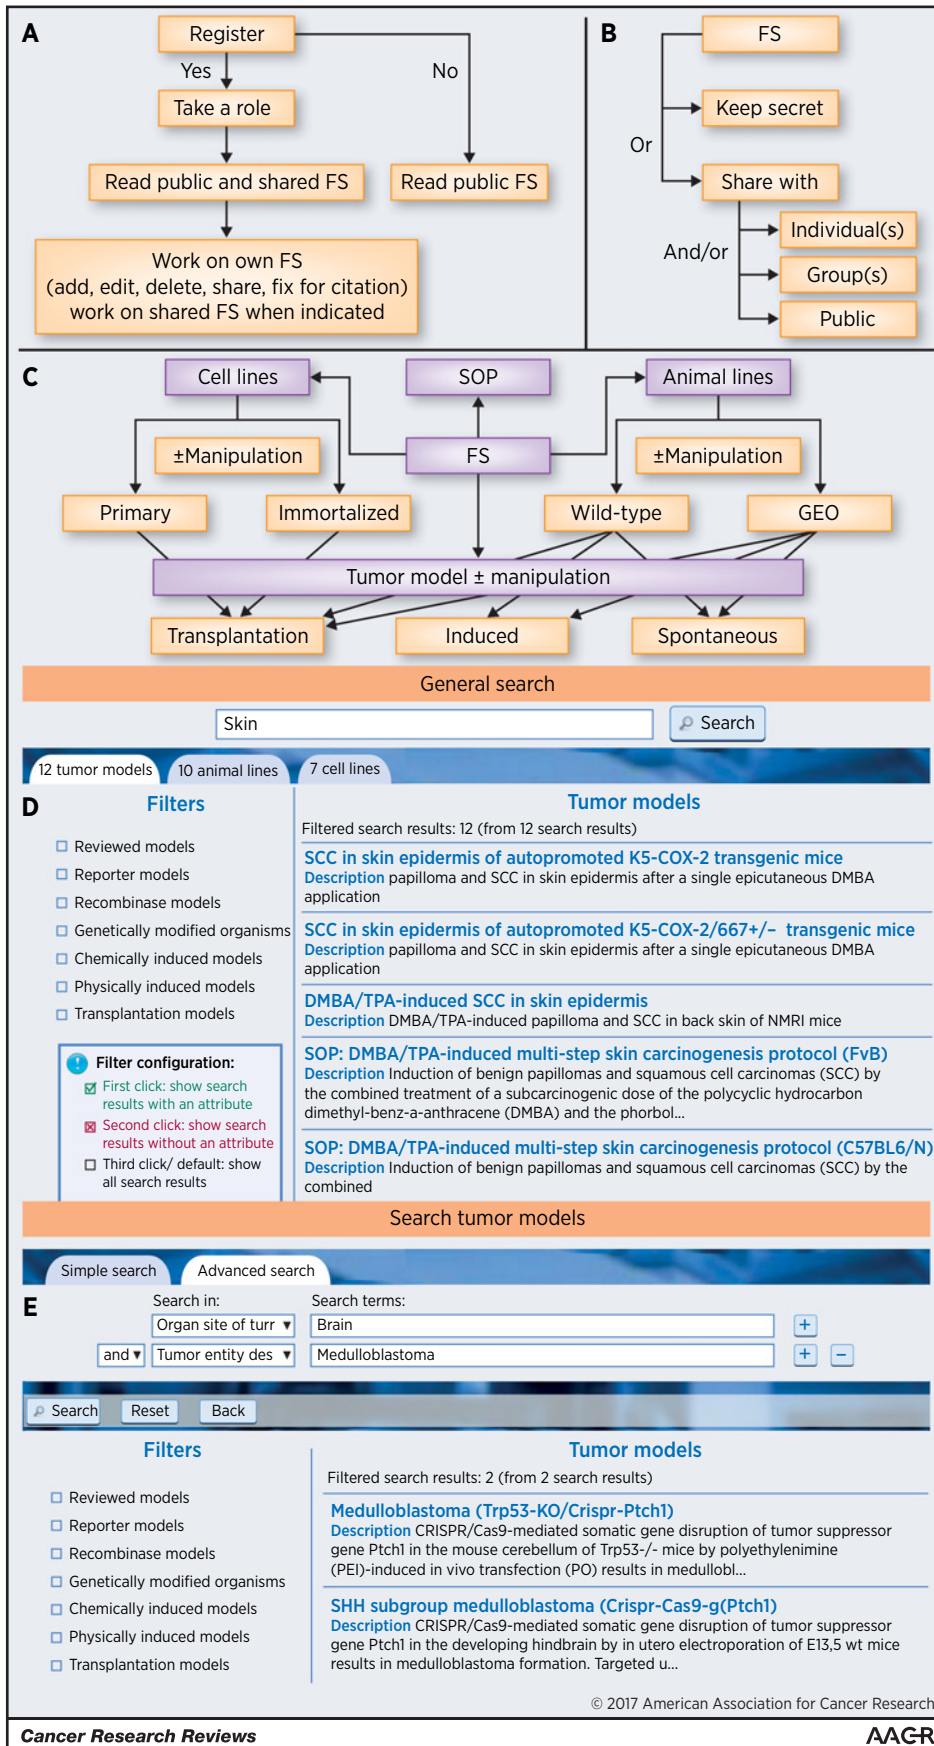 A
Register
Yes
No
Take a role
Read public and shared FS
Read public FS
Work on own FS
(add, edit, delete, share, fix for citation)
work on shared FS when indicated
B
FS
Keep secret
Or
Share with
And/or
Individual(s)
Group(s)
Public
C
Cell lines
SOP
Animal lines
±Manipulation
FS
±Manipulation
Primary
Immortalized
Wild-type
GEO
Tumor model ± manipulation
Transplantation
Induced
Spontaneous
General search
Skin
Search
12 tumor models
10 animal lines
7 cell lines
D
Filters
Reviewed models
Reporter models
Recombinase models
Genetically modified organisms
Chemically induced models
Physically induced models
Transplantation models
Filter configuration:
First click: show search
results with an attribute
Second click: show search
results without an attribute
Third click/ default: show
all search results
Tumor models
Filtered search results: 12 (from 12 search results)
SCC in skin epidermis of autopromoted K5-COX-2 transgenic mice
Description papilloma and SCC in skin epidermis after a single epicutaneous DMBA
application
SCC in skin epidermis of autopromoted K5-COX-2/667+/– transgenic mice
Description papilloma and SCC in skin epidermis after a single epicutaneous DMBA
application
DMBA/TPA-induced SCC in skin epidermis
Description DMBA/TPA-induced papilloma and SCC in back skin of NMRI mice
SOP: DMBA/TPA-induced multi-step skin carcinogenesis protocol (FvB)
Description Induction of benign papillomas and squamous cell carcinomas (SCC) by
the combined treatment of a subcarcinogenic dose of the polycyclic hydrocarbon
dimethyl-benz-a-anthracene (DMBA) and the phorbol...
SOP: DMBA/TPA-induced multi-step skin carcinogenesis protocol (C57BL6/N)
Description Induction of benign papillomas and squamous cell carcinomas (SCC) by the
combined
Search tumor models
Simple search
Advanced search
E
Search in:
Search terms:
Organ site of turr
Brain
+
and
Tumor entity des
Medulloblastoma
+
−
Search
Reset
Back
Filters
Reviewed models
Reporter models
Recombinase models
Genetically modified organisms
Chemically induced models
Physically induced models
Transplantation models
Tumor models
Filtered search results: 2 (from 2 search results)
Medulloblastoma (Trp53-KO/Crispr-Ptch1)
Description CRISPR/Cas9-mediated somatic gene disruption of tumor suppressor
gene Ptch1 in the mouse cerebellum of Trp53-/- mice by polyethylenimine
(PEI)-induced in vivo transfection (PO) results in medullobl...
SHH subgroup medulloblastoma (Crispr-Cas9-g(Ptch1)
Description CRISPR/Cas9-mediated somatic gene disruption of tumor suppressor
gene Ptch1 in the developing hindbrain by in utero electroporation of E13,5 wt mice
results in medulloblastoma formation. Targeted u...
© 2017 American Association for Cancer Research
Cancer Research Reviews
AACR